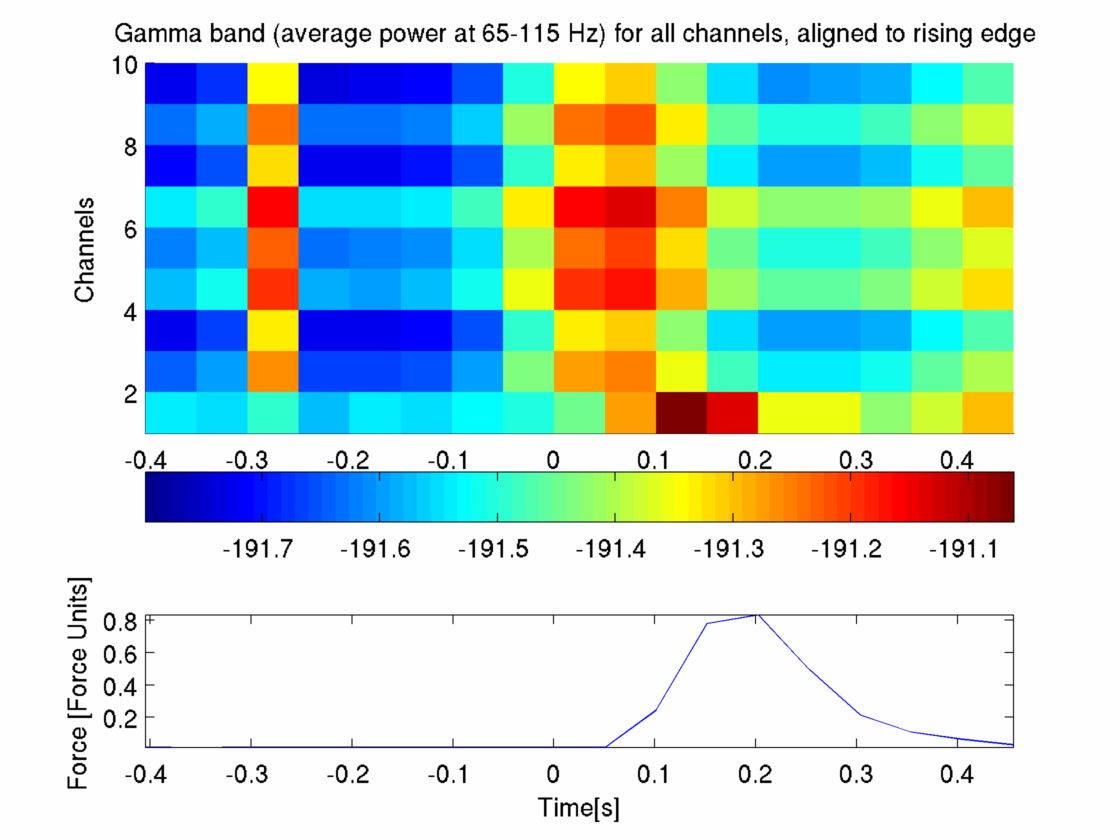 Gamma band (average power at 65-115 Hz) for all channels, aligned to rising edge
10
8
6
4
2
Channels
-0.4 -0.3 -0.2 -0.1 0 0.1 0.2 0.3 0.4
-191.7 -191.6 -191.5 -191.4 -191.3 -191.2 -191.1
0.8
0.6
0.4
0.2
Force [Force Units]
-0.4 -0.3 -0.2 -0.1 0 0.1 0.2 0.3 0.4
Time[s]